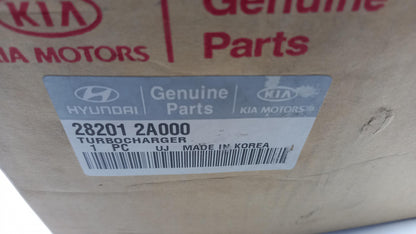 KIA Genuine
KIA MOTORS Parts
HYUNDAI Genuine Parts KIA KIA MOTORS
28201 2A000
TURBOCHARGER
1 PC UJ MADE IN KOREA